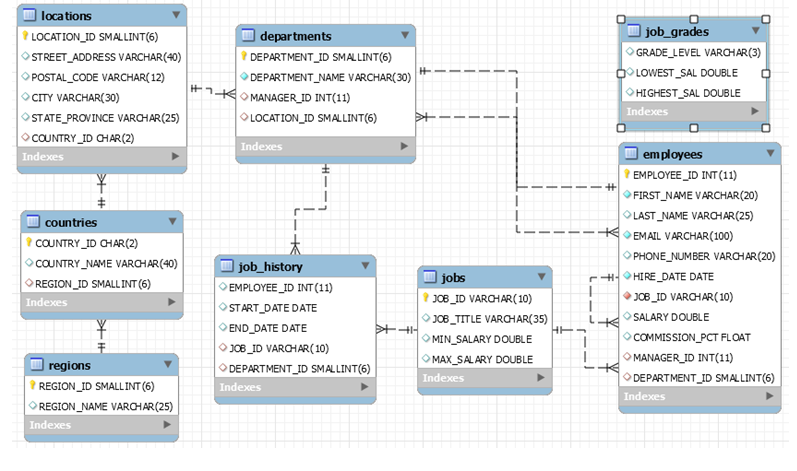 locations
LOCATION_ID SMALLINT(6)
STREET_ADDRESS VARCHAR(40)
POSTAL_CODE VARCHAR(12)
CITY VARCHAR(30)
STATE_PROVINCE VARCHAR(25)
COUNTRY_ID CHAR(2)
Indexes
departments
DEPARTMENT_ID SMALLINT(6)
DEPARTMENT_NAME VARCHAR(30)
MANAGER_ID INT(11)
LOCATION_ID SMALLINT(6)
Indexes
job_grades
GRADE_LEVEL VARCHAR(3)
LOWEST_SAL DOUBLE
HIGHEST_SAL DOUBLE
Indexes
employees
EMPLOYEE_ID INT(11)
FIRST_NAME VARCHAR(20)
LAST_NAME VARCHAR(25)
EMAIL VARCHAR(100)
PHONE_NUMBER VARCHAR(20)
HIRE_DATE DATE
JOB_ID VARCHAR(10)
SALARY DOUBLE
COMMISSION_PCT FLOAT
MANAGER_ID INT(11)
DEPARTMENT_ID SMALLINT(6)
Indexes
countries
COUNTRY_ID CHAR(2)
COUNTRY_NAME VARCHAR(40)
REGION_ID SMALLINT(6)
Indexes
job_history
EMPLOYEE_ID INT(11)
START_DATE DATE
END_DATE DATE
JOB_ID VARCHAR(10)
DEPARTMENT_ID SMALLINT(6)
Indexes
jobs
JOB_ID VARCHAR(10)
JOB_TITLE VARCHAR(35)
MIN_SALARY DOUBLE
MAX_SALARY DOUBLE
Indexes
regions
REGION_ID SMALLINT(6)
REGION_NAME VARCHAR(25)
Indexes